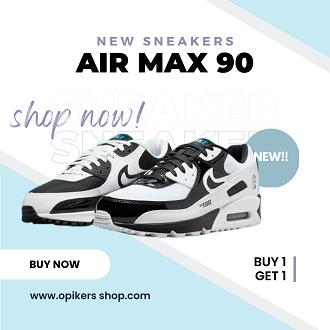 NEW SNEAKERS
AIR MAX 90
shop now!
SNEAKER
SNEAKER
NEW!!
BUY NOW
BUY 1
GET 1
www.opikers shop.com